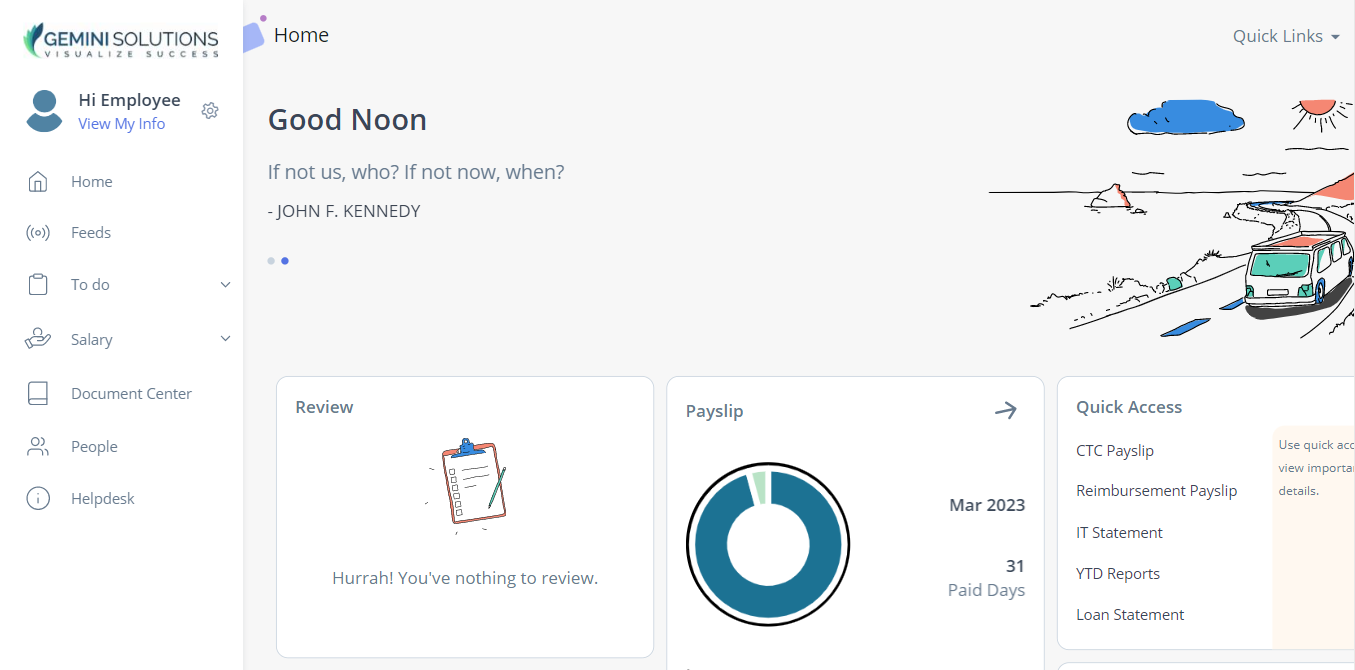 GEMINI SOLUTIONS
VISUALIZE SUCCESS
Hi Employee
View My Info
Home
Feeds
To do
Salary
Document Center
People
Helpdesk
Home
Quick Links
Good Noon
If not us, who? If not now, when?
- JOHN F. KENNEDY
Review
Hurrah! You've nothing to review.
Payslip
Mar 2023
31
Paid Days
Quick Access
CTC Payslip
Reimbursement Payslip
IT Statement
YTD Reports
Loan Statement
Use quick acc
view importa
details.